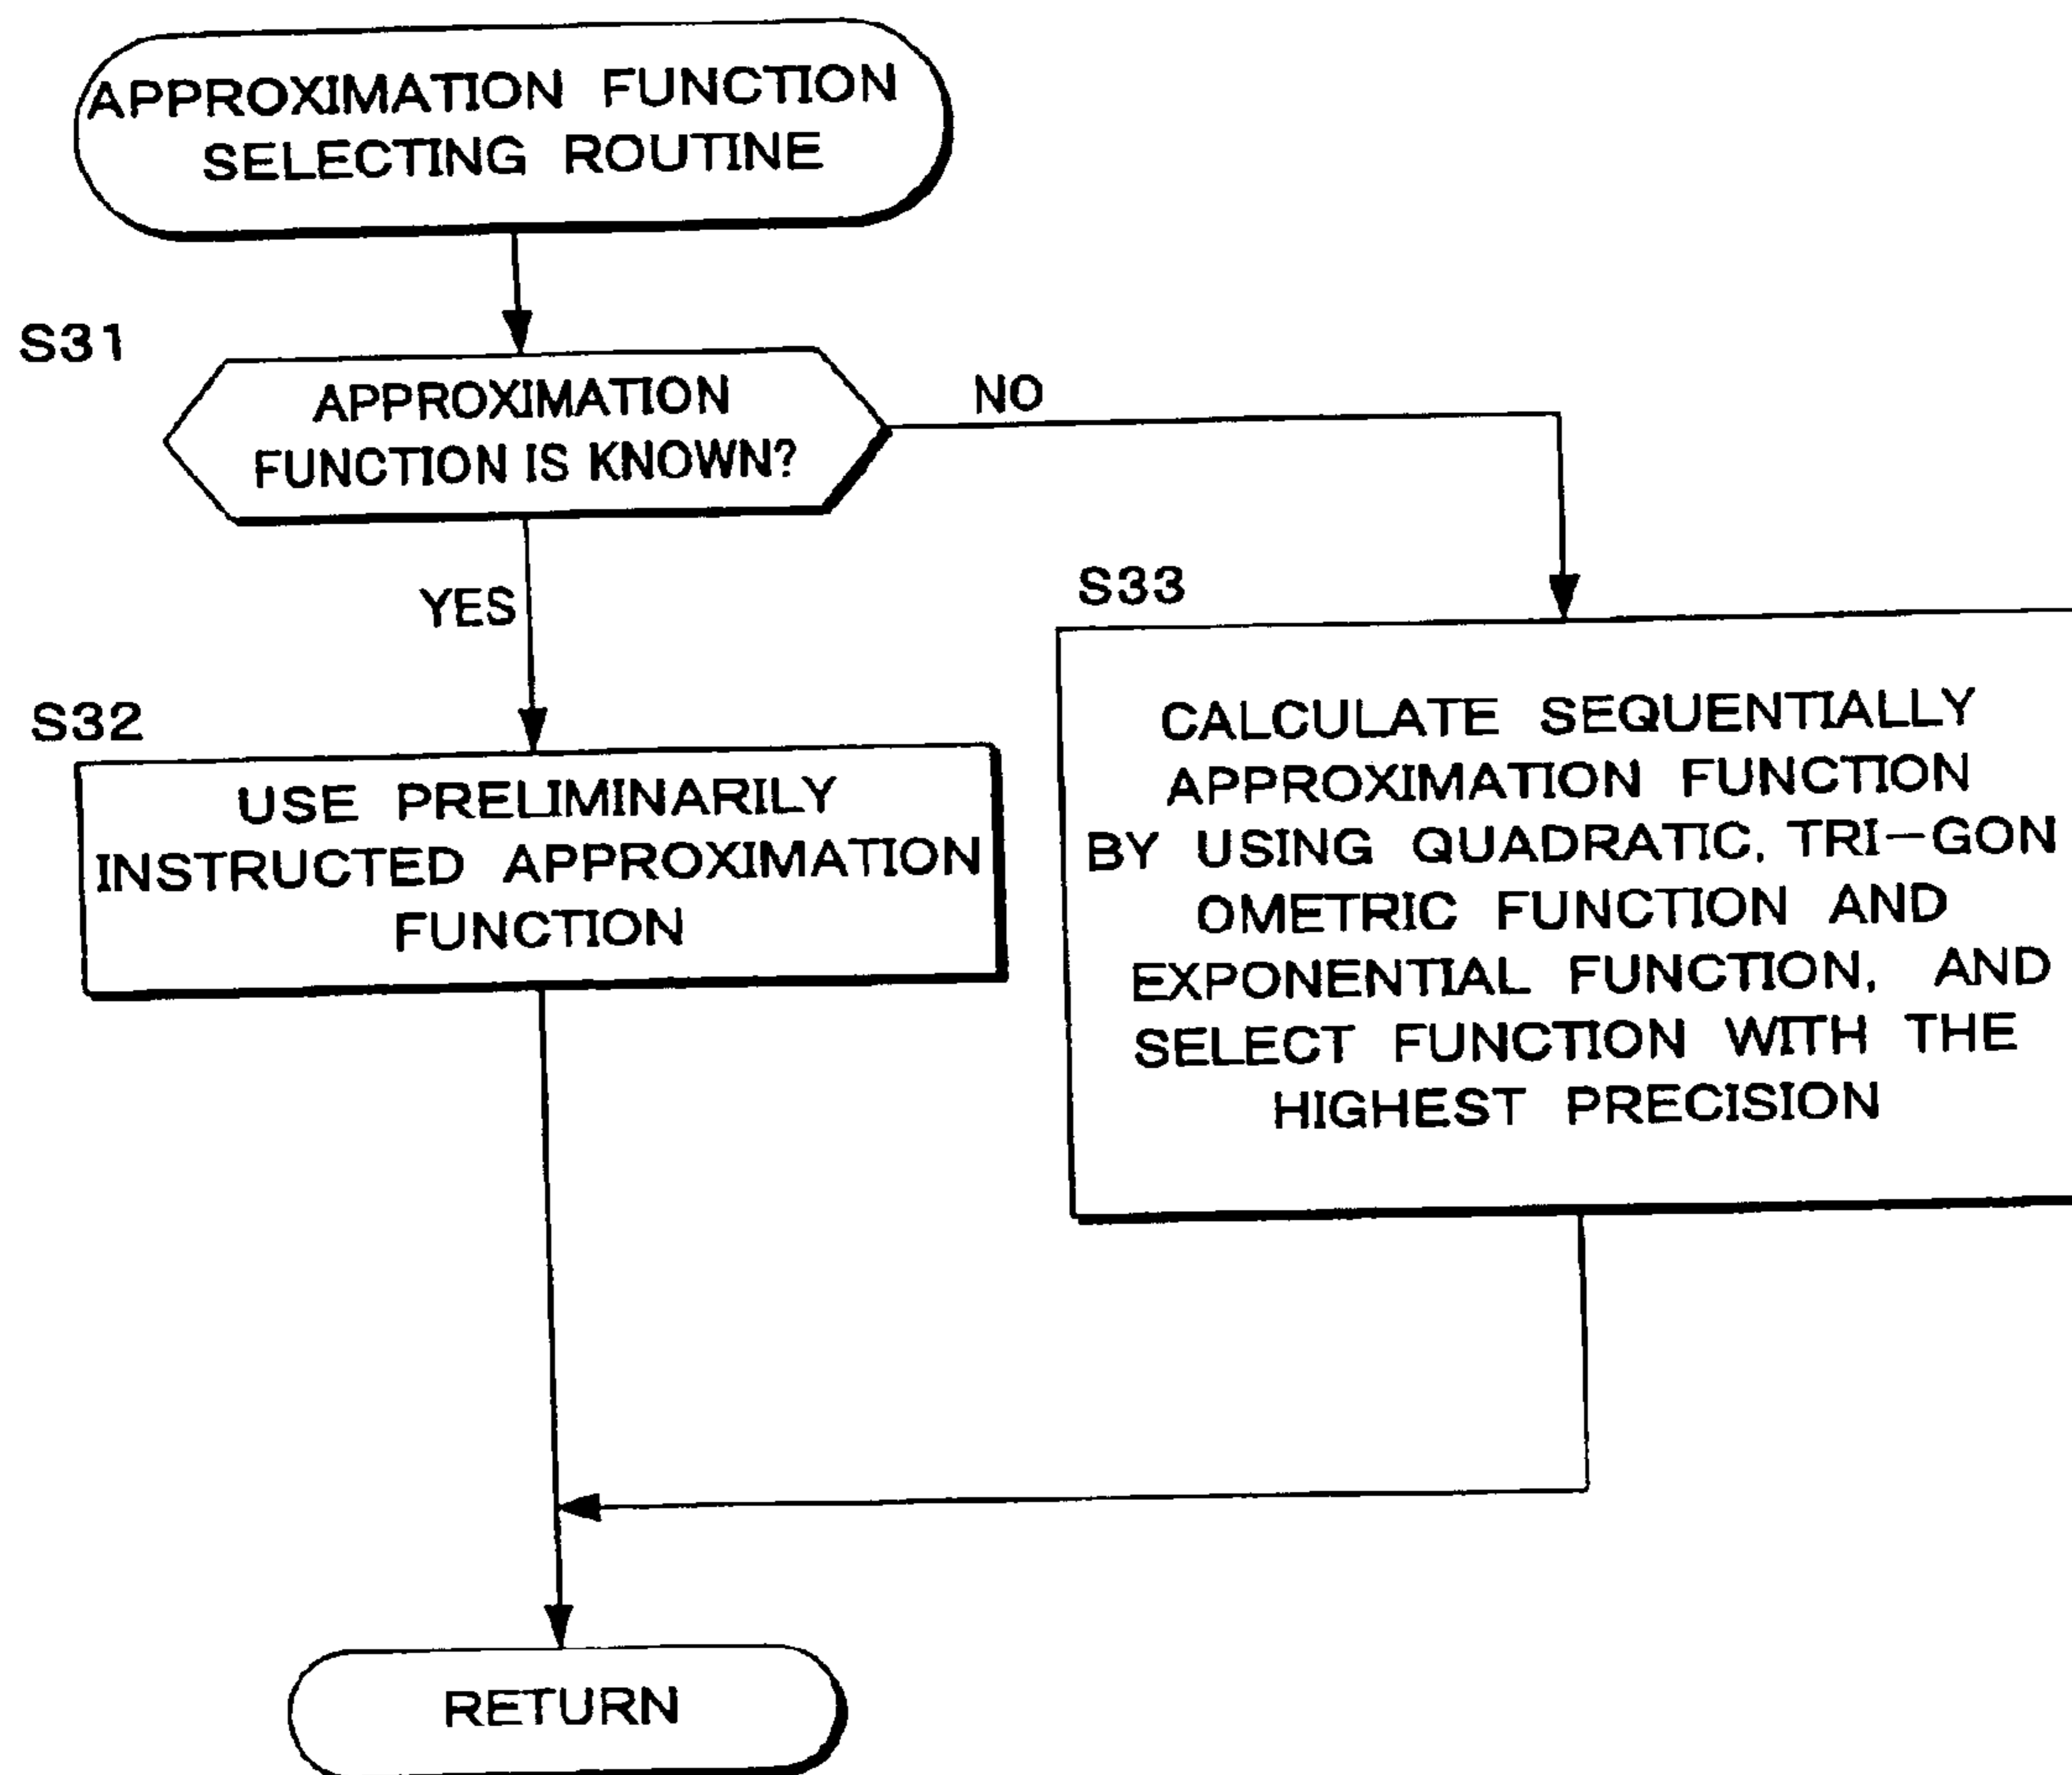 APPROXIMATION FUNCTION
SELECTING ROUTINE
S31
APPROXIMATION
FUNCTION IS KNOWN?
NO
YES
S32
USE PRELIMINARILY
INSTRUCTED APPROXIMATION
FUNCTION
S33
CALCULATE SEQUENTIALLY
APPROXIMATION FUNCTION
BY USING QUADRATIC, TRI-GON
OMETRIC FUNCTION AND
EXPONENTIAL FUNCTION, AND
SELECT FUNCTION WITH THE
HIGHEST PRECISION
RETURN